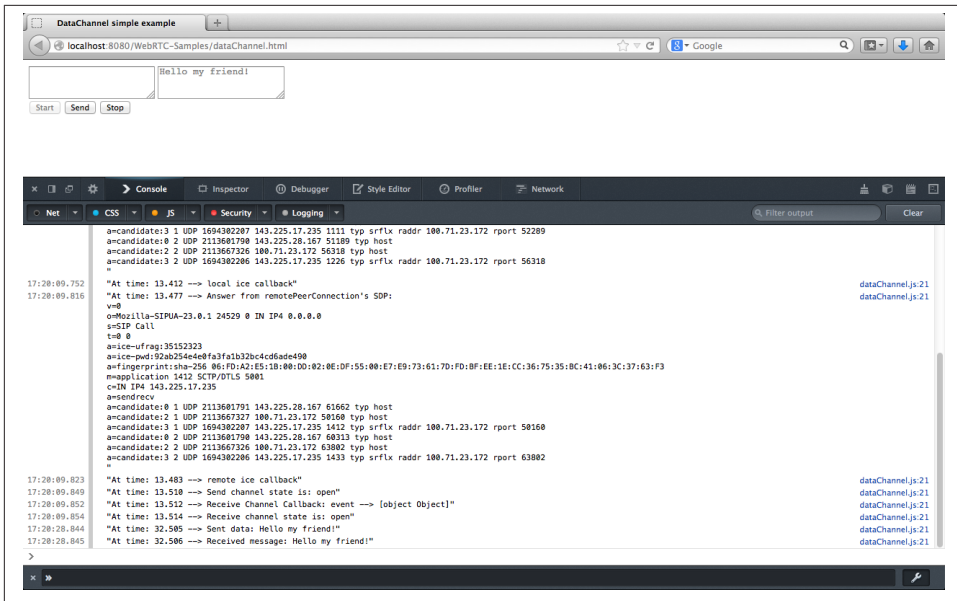 DataChannel simple example
localhost:8080/WebRTC-Samples/dataChannel.html
Google
Hello my friend!
Start Send Stop
Console Inspector Debugger Style Editor Profiler Network
Net CSS JS Security Logging Filter output Clear
a=candidate:3 1 UDP 1694302207 143.225.17.235 1111 typ srflx raddr 100.71.23.172 rport 52289
a=candidate:0 2 UDP 2113601790 143.225.28.167 51189 typ host
a=candidate:2 2 UDP 2113667326 100.71.23.172 56318 typ host
a=candidate:3 2 UDP 1694302206 143.225.17.235 1226 typ srflx raddr 100.71.23.172 rport 56318
"
17:20:09.752 "At time: 13.412 --> local ice callback" dataChannel.js:21
17:20:09.816 "At time: 13.477 --> Answer from remotePeerConnection's SDP: dataChannel.js:21
v=0
o=Mozilla-SIPUA-23.0.1 24529 0 IN IP4 0.0.0.0
s=SIP Call
t=0 0
a=ice-ufrag:35152323
a=ice-pwd:92ab254e4e0fa3fa1b32bc4cd6ade490
a=fingerprint:sha-256 06:FD:A2:E5:1B:00:DD:02:0E:DF:55:00:E7:E9:73:61:7D:FD:BF:EE:1E:CC:36:75:35:BC:41:06:3C:37:63:F3
m=application 1412 SCTP/DTLS 5001
c=IN IP4 143.225.17.235
a=sendrecv
a=candidate:0 1 UDP 2113601791 143.225.28.167 61662 typ host
a=candidate:2 1 UDP 2113667327 100.71.23.172 50160 typ host
a=candidate:3 1 UDP 1694302207 143.225.17.235 1412 typ srflx raddr 100.71.23.172 rport 50160
a=candidate:0 2 UDP 2113601790 143.225.28.167 60313 typ host
a=candidate:2 2 UDP 2113667326 100.71.23.172 63802 typ host
a=candidate:3 2 UDP 1694302206 143.225.17.235 1433 typ srflx raddr 100.71.23.172 rport 63802
"
17:20:09.823 "At time: 13.483 --> remote ice callback" dataChannel.js:21
17:20:09.849 "At time: 13.510 --> Send channel state is: open" dataChannel.js:21
17:20:09.852 "At time: 13.512 --> Receive Channel Callback: event --> [object Object]" dataChannel.js:21
17:20:09.854 "At time: 13.514 --> Receive channel state is: open" dataChannel.js:21
17:20:28.844 "At time: 32.505 --> Sent data: Hello my friend!" dataChannel.js:21
17:20:28.845 "At time: 32.506 --> Received message: Hello my friend!" dataChannel.js:21